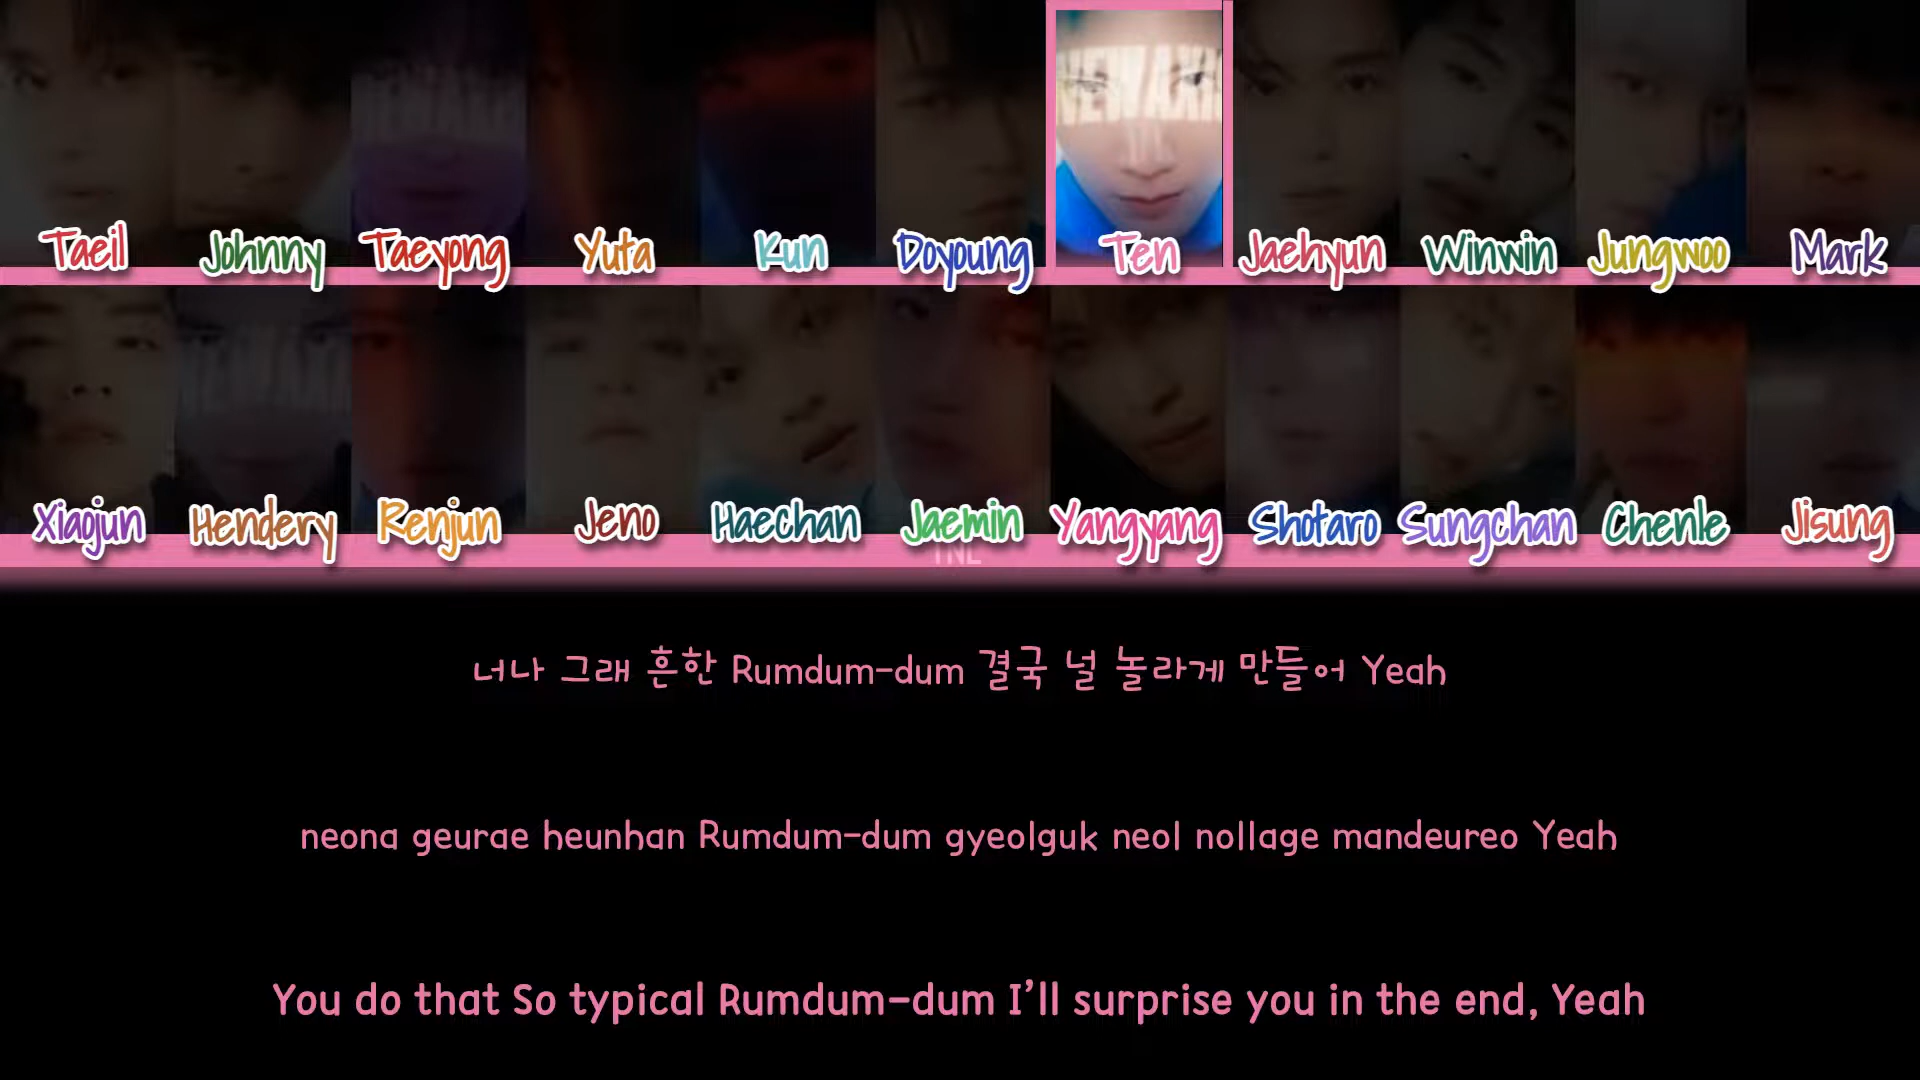 Taeil Johnny Taeyong Yuta Kun Doyoung Ten Jaehyun Winwin Jungwoo Mark
Xiaojun Hendery Renjun Jeno Haechan Jaemin Yangyang Shotaro Sungchan Chenle Jisung
TNL
너나 그래 흔한 Rumdum-dum 결국 널 놀라게 만들어 Yeah
neona geurae heunhan Rumdum-dum gyeolguk neol nollage mandeureo Yeah
You do that So typical Rumdum-dum I'll surprise you in the end, Yeah